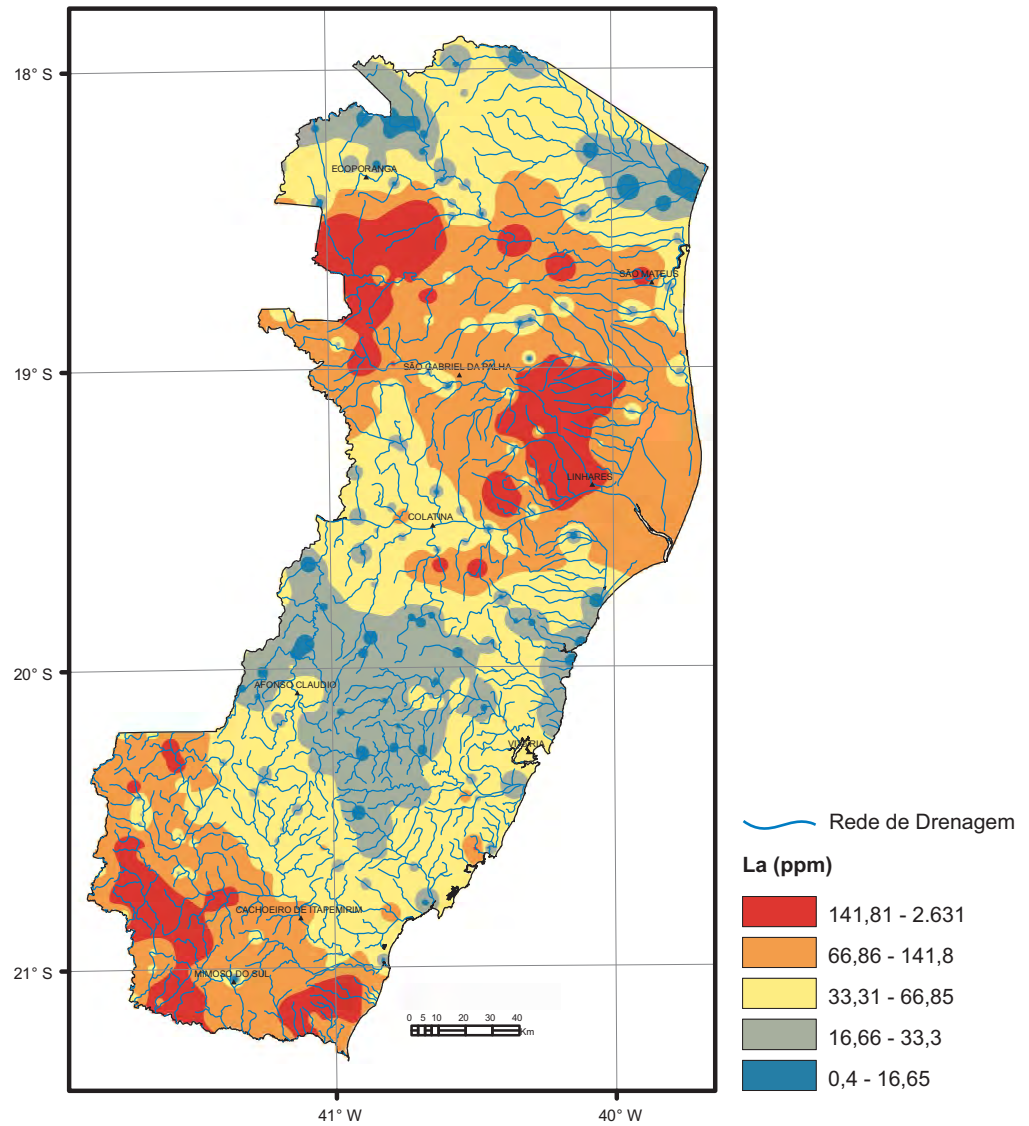 18° S
ECOPORANGA
SÃO MATEUS
19° S
SÃO GABRIEL DA PALHA
LINHARES
COLATINA
20° S
AFONSO CLAUDIO
VITÓRIA
CACHOEIRO DE ITAPEMIRIM
21° S
MIMOSO DO SUL
0 5 10 20 30 40
Km
41° W
40° W
Rede de Drenagem
La (ppm)
141,81 - 2.631
66,86 - 141,8
33,31 - 66,85
16,66 - 33,3
0,4 - 16,65